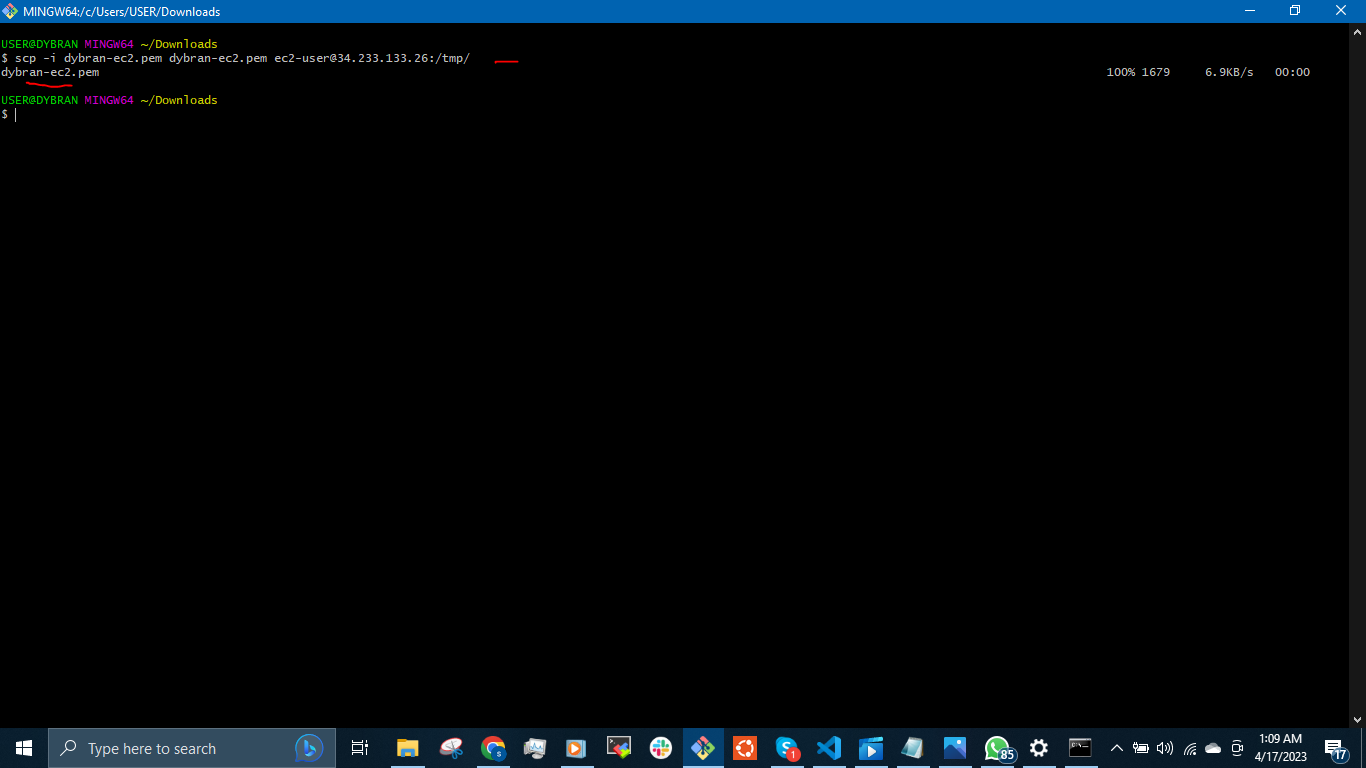 MINGW64:/c/Users/USER/Downloads
USER@DYBRAN MINGW64 ~/Downloads
$ scp -i dybran-ec2.pem dybran-ec2.pem ec2-user@34.233.133.26:/tmp/
dybran-ec2.pem 100% 1679 6.9KB/s 00:00
USER@DYBRAN MINGW64 ~/Downloads
$
Type here to search
1
85
1:09 AM
4/17/2023
17